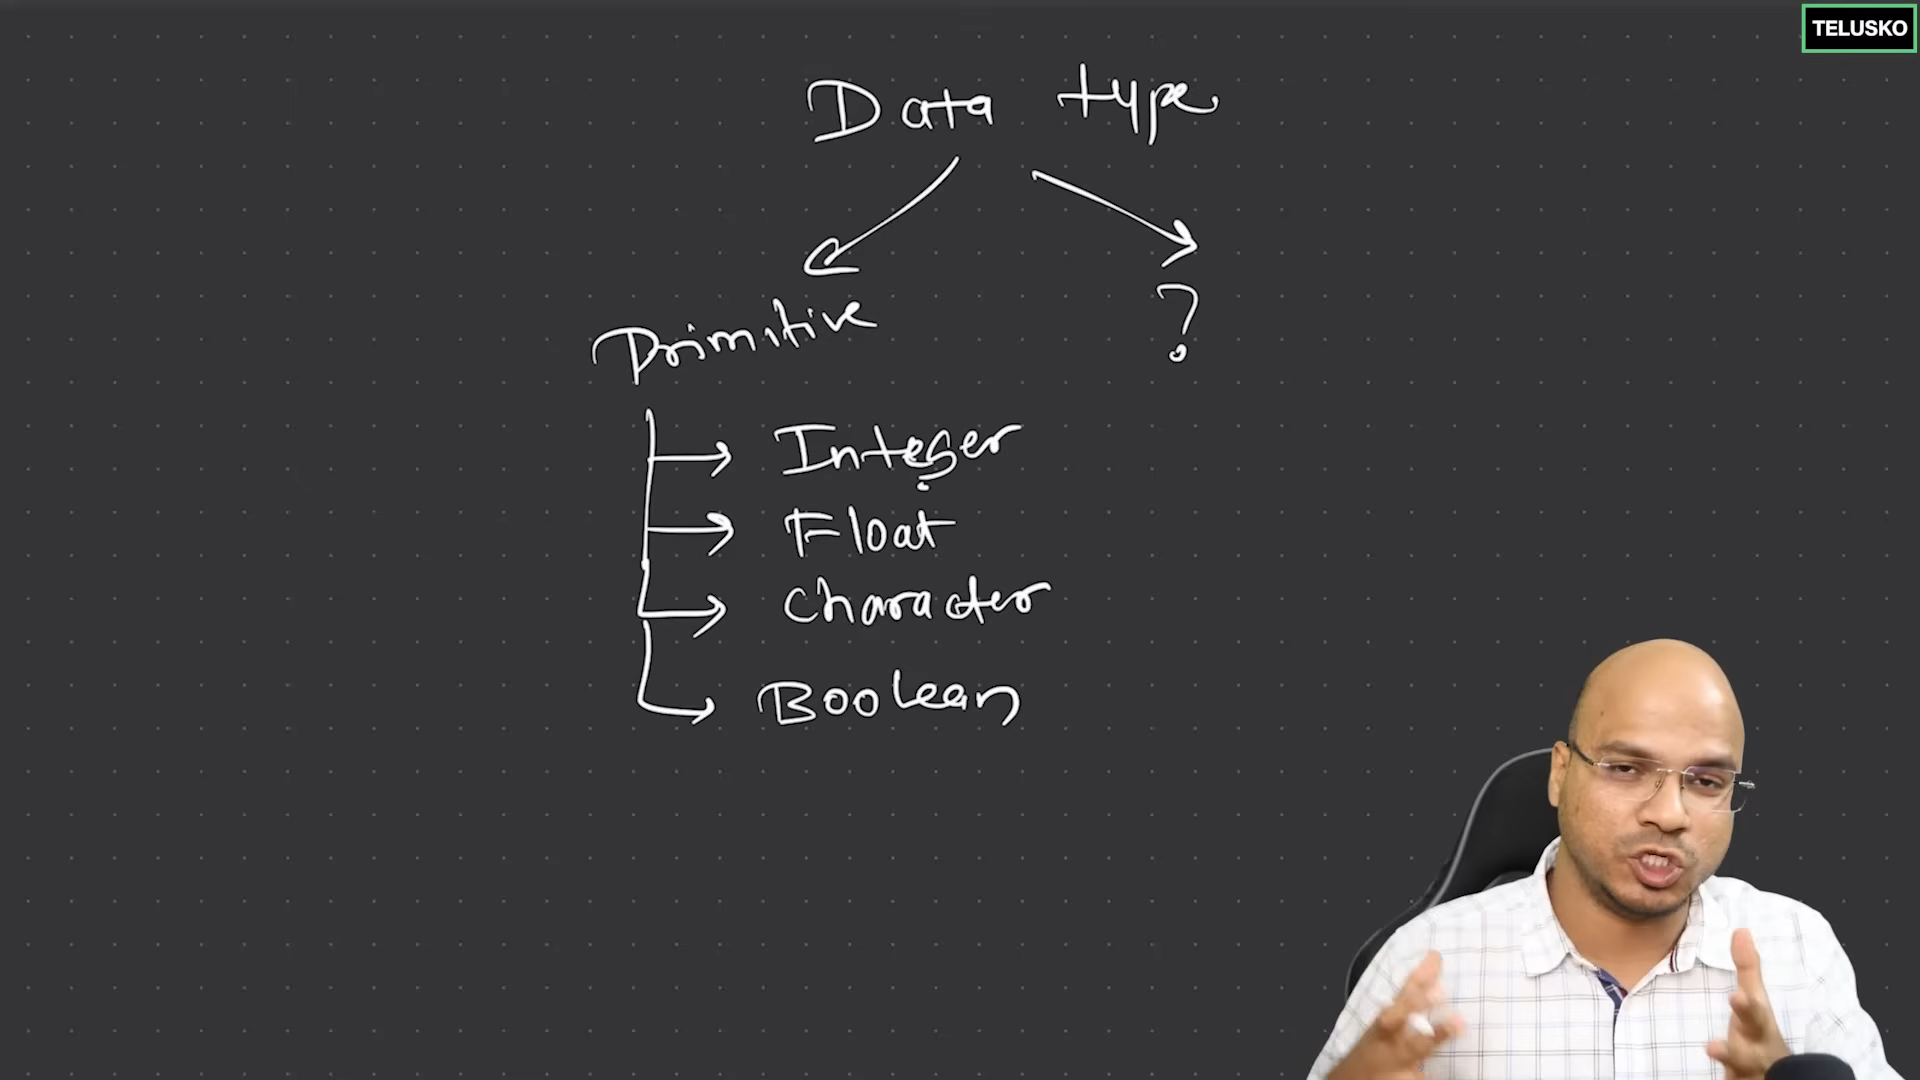 TELUSKO
Data type
Primitive
?
Integer
Float
Character
Boolean